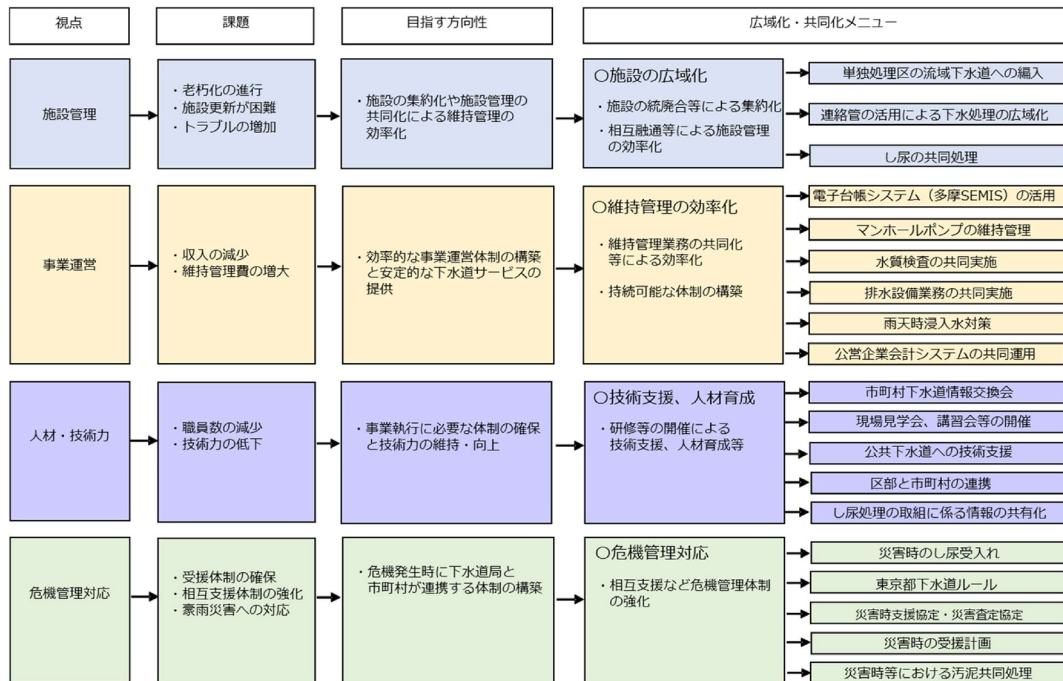 視点
課題
目指す方向性
広域化・共同化メニュー
施設管理
・老朽化の進行
・施設更新が困難
・トラブルの増加
・施設の集約化や施設管理の
共同化による維持管理の
効率化
〇施設の広域化
・施設の統廃合等による集約化
・相互融通等による施設管理
の効率化
単独処理区の流域下水道への編入
連絡管の活用による下水処理の広域化
し尿の共同処理
事業運営
・収入の減少
・維持管理費の増大
・効率的な事業運営体制の構築
と安定的な下水道サービスの
提供
〇維持管理の効率化
・維持管理業務の共同化
等による効率化
・持続可能な体制の構築
電子台帳システム（多摩SEMIS）の活用
マンホールポンプの維持管理
水質検査の共同実施
排水設備業務の共同実施
雨天時浸入水対策
公営企業会計システムの共同運用
人材・技術力
・職員数の減少
・技術力の低下
・事業執行に必要な体制の確保
と技術力の維持・向上
〇技術支援、人材育成
・研修等の開催による
技術支援、人材育成等
市町村下水道情報交換会
現場見学会、講習会等の開催
公共下水道への技術支援
区部と市町村の連携
し尿処理の取組に係る情報の共有化
危機管理対応
・受援体制の確保
・相互支援体制の強化
・豪雨災害への対応
・危機発生時に下水道局と
市町村が連携する体制の構築
〇危機管理対応
・相互支援など危機管理体制
の強化
災害時のし尿受入れ
東京都下水道ルール
災害時支援協定・災害査定協定
災害時の受援計画
災害時等における汚泥共同処理